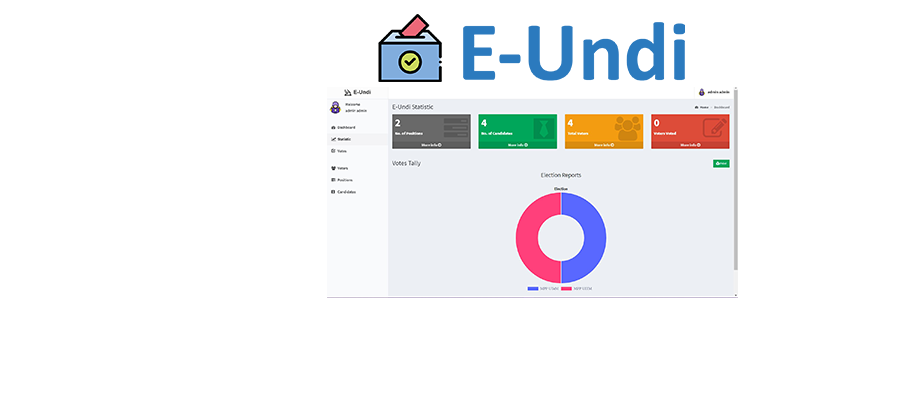 E-Undi
E-Undi
admin admin
Welcome
admin admin
E-Undi Statistic
Home > Dashboard
Dashboard
Statistic
Votes
Voters
Positions
Candidates
2
No. of Positions
More info
4
No. of Candidates
More info
4
Total Voters
More info
0
Voters Voted
More info
Votes Tally
Print
Election Reports
Election